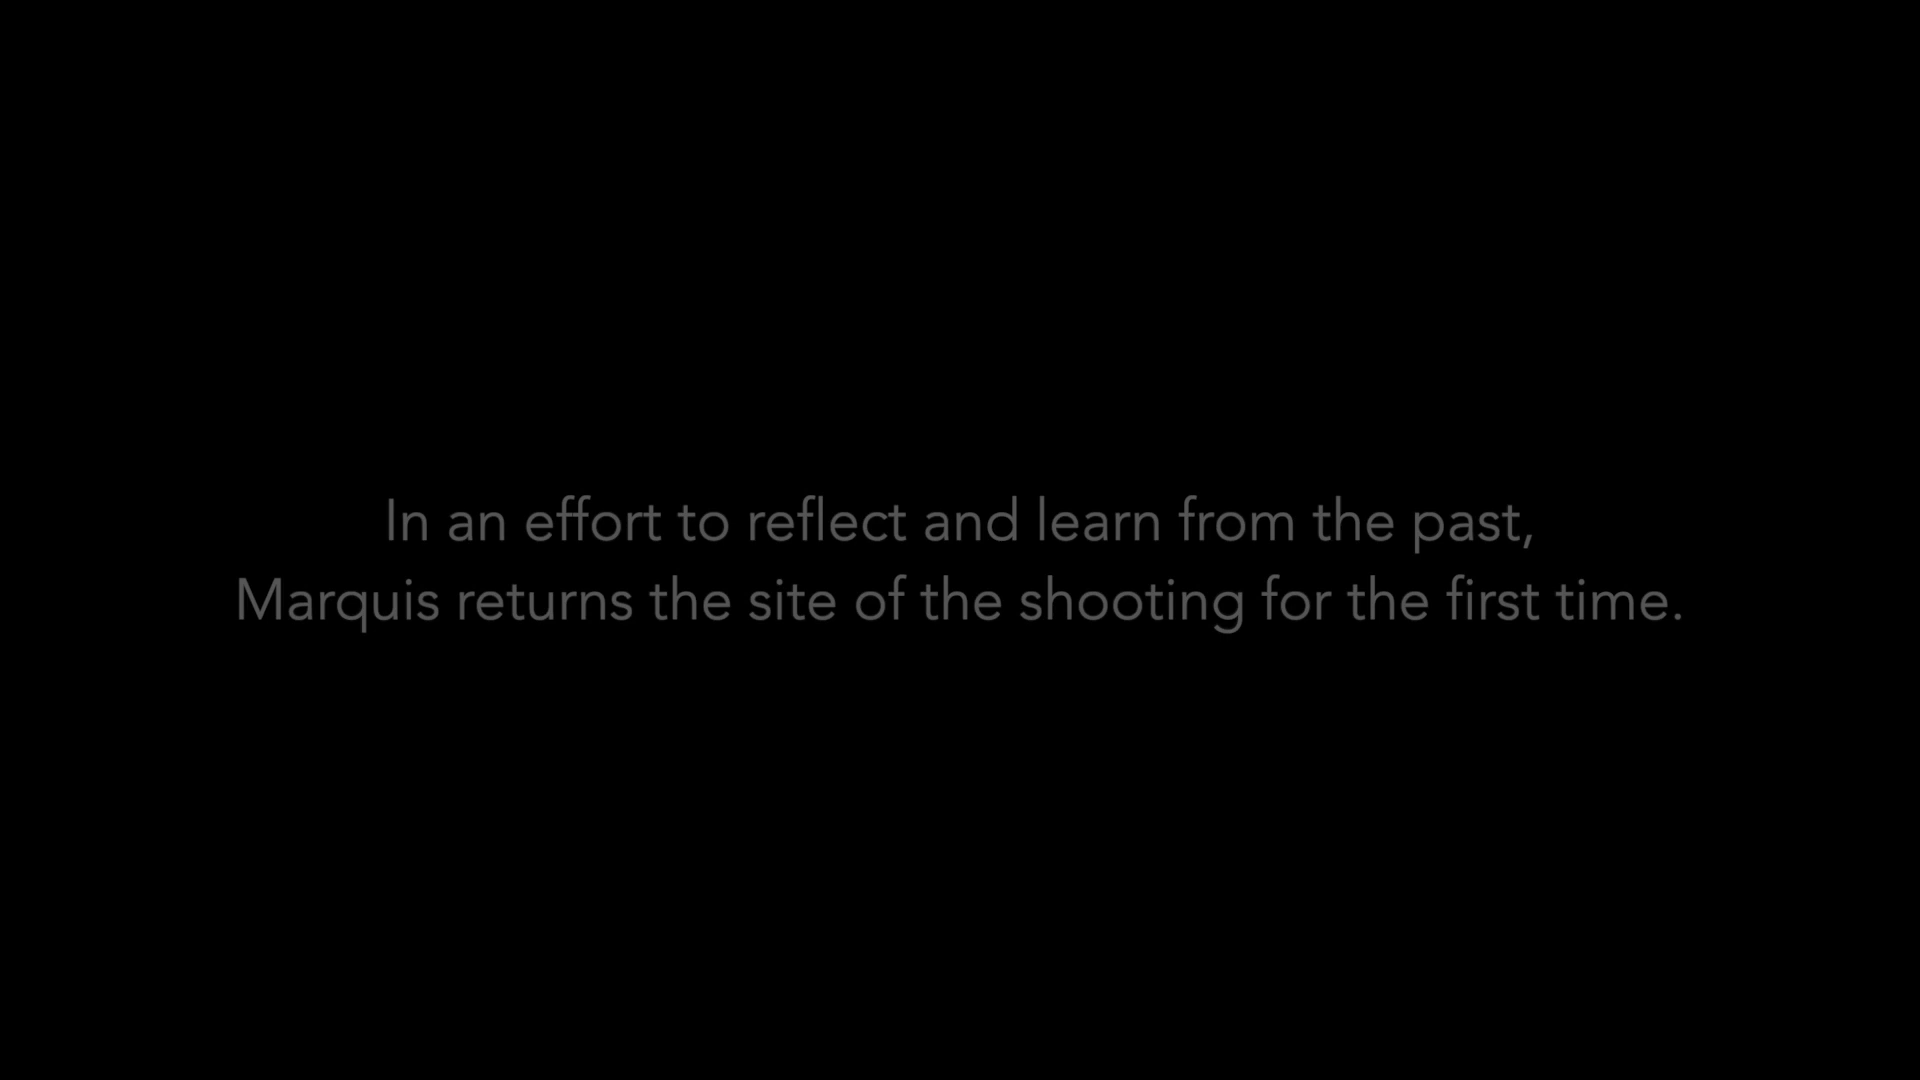 In an effort to reflect and learn from the past,
Marquis returns the site of the shooting for the first time.